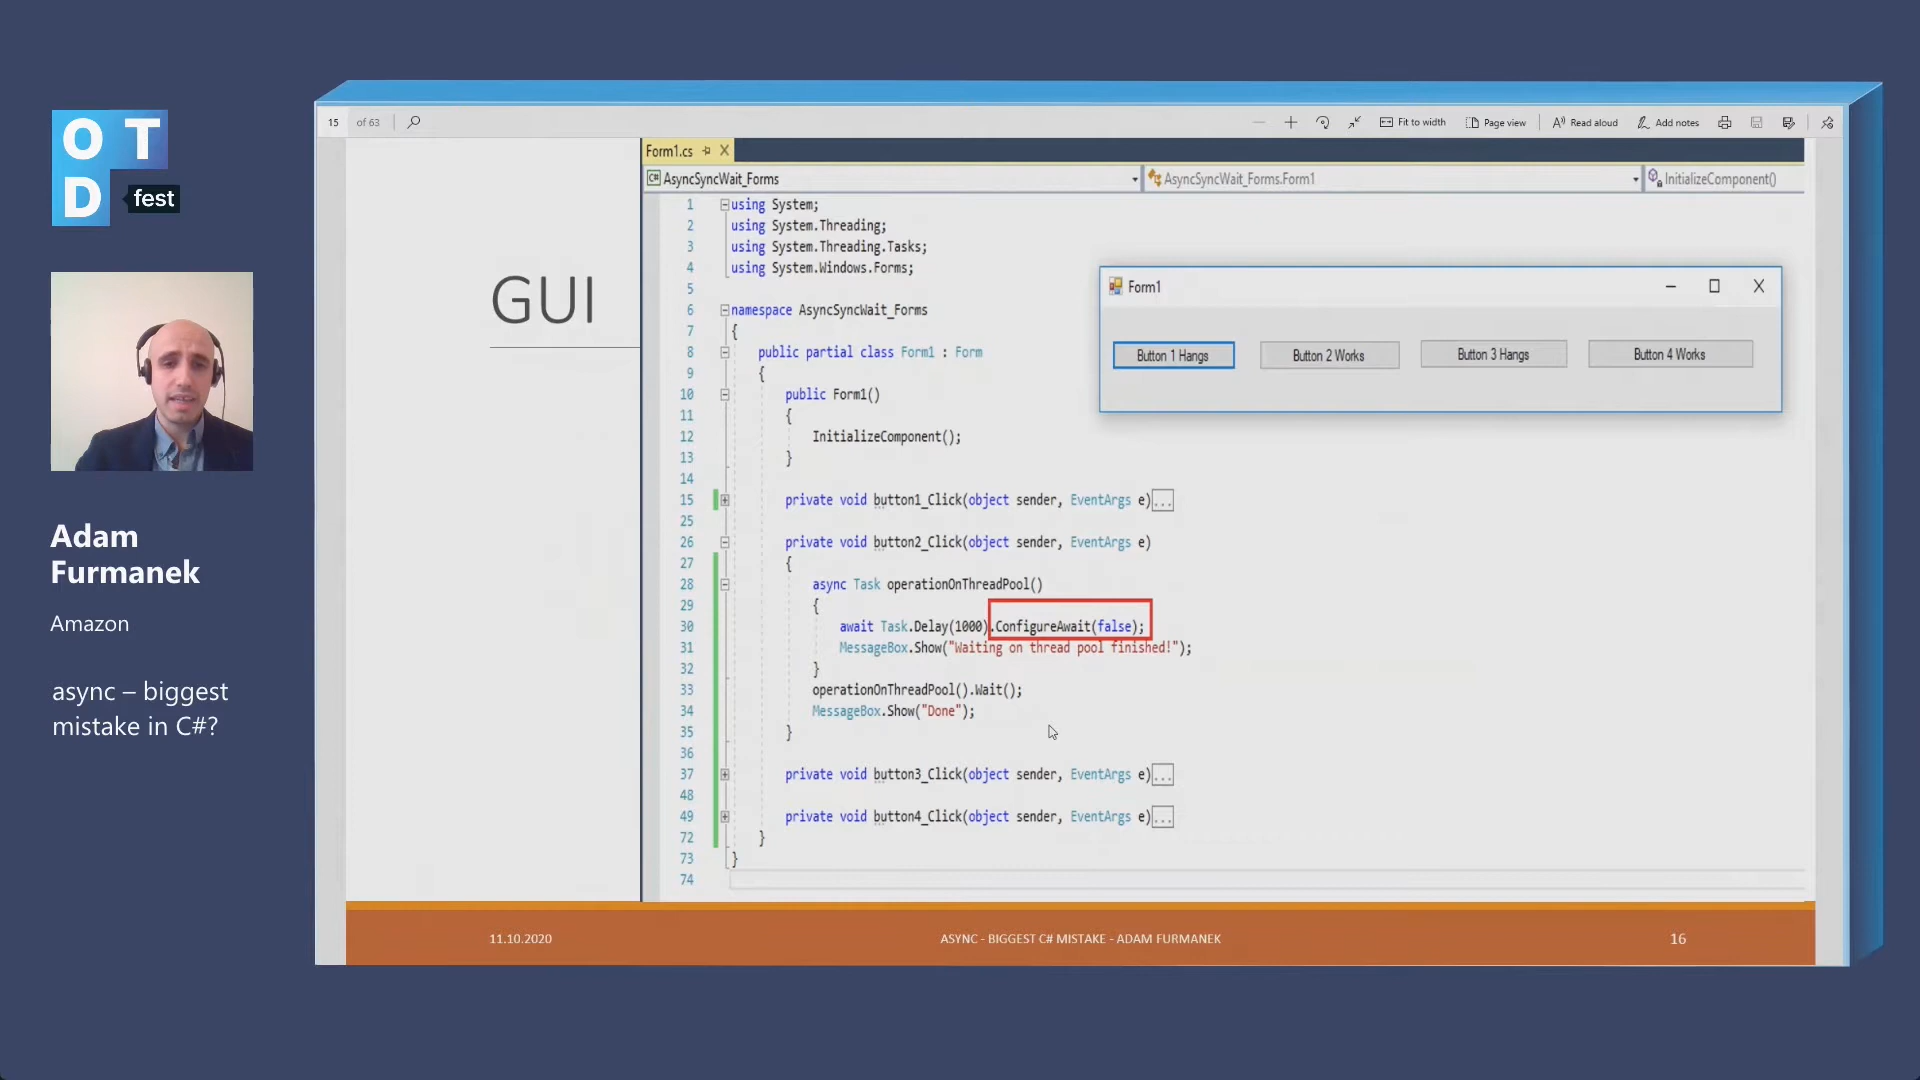 O T
D fest
Adam
Furmanek
Amazon
async – biggest
mistake in C#?
15 of 63
Fit to width
Page view
Read aloud
Add notes
GUI
Form1.cs
AsyncSyncWait_Forms
AsyncSyncWait_Forms.Form1
InitializeComponent()
1 using System;
2 using System.Threading;
3 using System.Threading.Tasks;
4 using System.Windows.Forms;
5
6 namespace AsyncSyncWait_Forms
7 {
8 public partial class Form1 : Form
9 {
10 public Form1()
11 {
12 InitializeComponent();
13 }
14
15 private void button1_Click(object sender, EventArgs e)...
25
26 private void button2_Click(object sender, EventArgs e)
27 {
28 async Task operationOnThreadPool()
29 {
30 await Task.Delay(1000).ConfigureAwait(false);
31 MessageBox.Show("Waiting on thread pool finished!");
32 }
33 operationOnThreadPool().Wait();
34 MessageBox.Show("Done");
35 }
36
37 private void button3_Click(object sender, EventArgs e)...
48
49 private void button4_Click(object sender, EventArgs e)...
72 }
73 }
74
Form1
Button 1 Hangs
Button 2 Works
Button 3 Hangs
Button 4 Works
11.10.2020
ASYNC - BIGGEST C# MISTAKE - ADAM FURMANEK
16